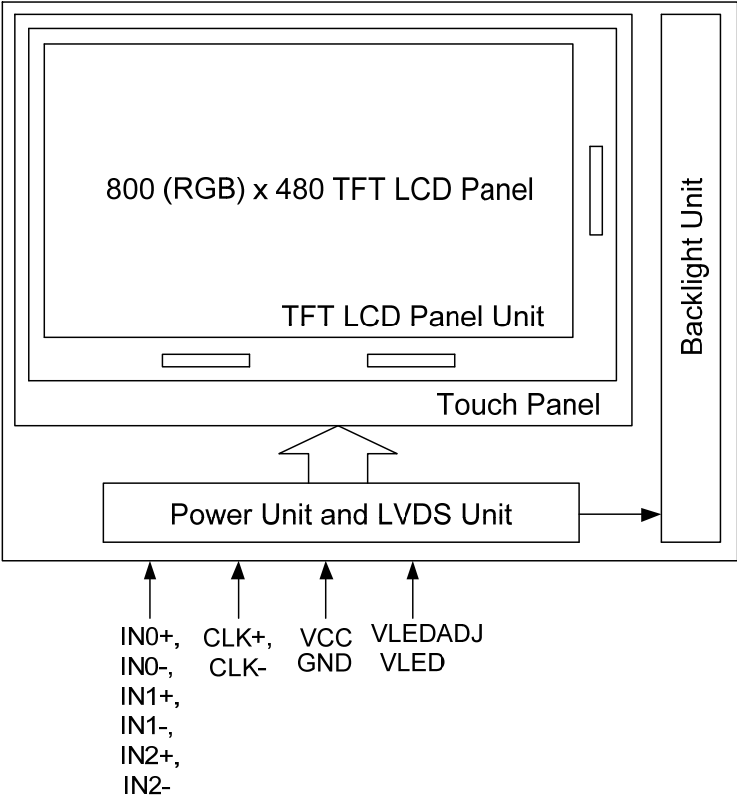 800 (RGB) x 480 TFT LCD Panel
TFT LCD Panel Unit
Touch Panel
Backlight Unit
Power Unit and LVDS Unit
IN0+,
IN0-,
IN1+,
IN1-,
IN2+,
IN2-
CLK+,
CLK-
VCC
GND
VLEDADJ
VLED